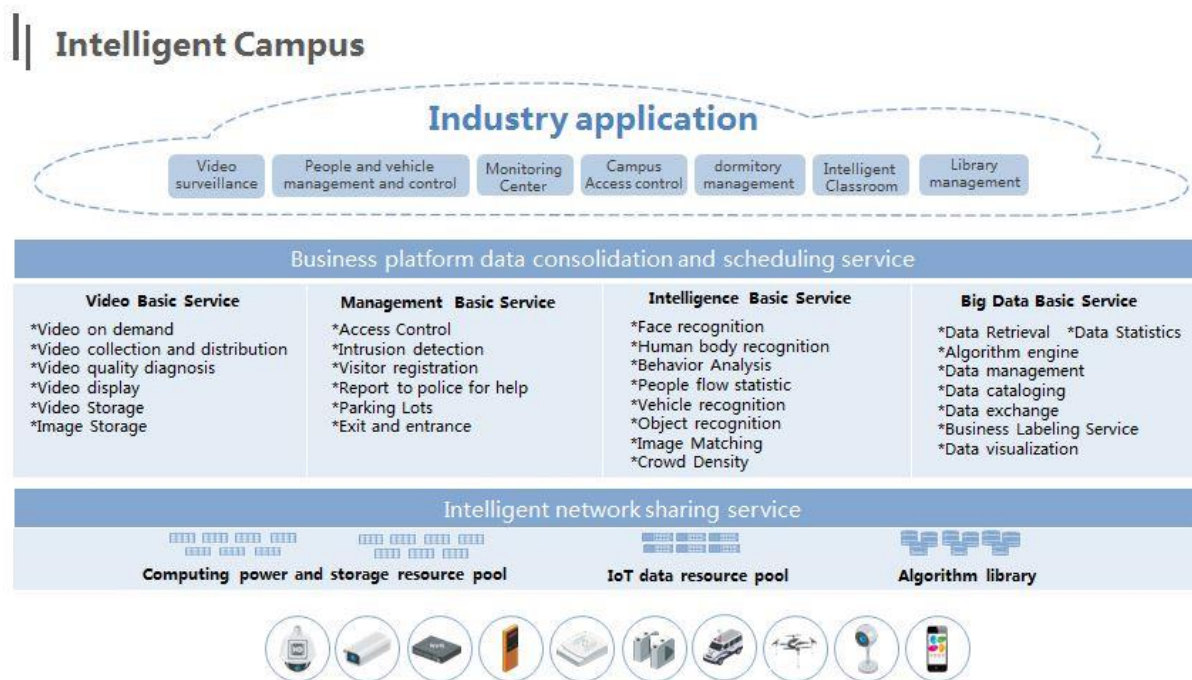 Intelligent Campus
Industry application
Video
surveillance
People and vehicle
management and control
Monitoring
Center
Campus
Access control
dormitory
management
Intelligent
Classroom
Library
management
Business platform data consolidation and scheduling service
Video Basic Service
*Video on demand
*Video collection and distribution
*Video quality diagnosis
*Video display
*Video Storage
*Image Storage
Management Basic Service
*Access Control
*Intrusion detection
*Visitor registration
*Report to police for help
*Parking Lots
*Exit and entrance
Intelligence Basic Service
*Face recognition
*Human body recognition
*Behavior Analysis
*People flow statistic
*Vehicle recognition
*Object recognition
*Image Matching
*Crowd Density
Big Data Basic Service
*Data Retrieval *Data Statistics
*Algorithm engine
*Data management
*Data cataloging
*Data exchange
*Business Labeling Service
*Data visualization
Intelligent network sharing service
Computing power and storage resource pool
IoT data resource pool
Algorithm library
HD
NVR